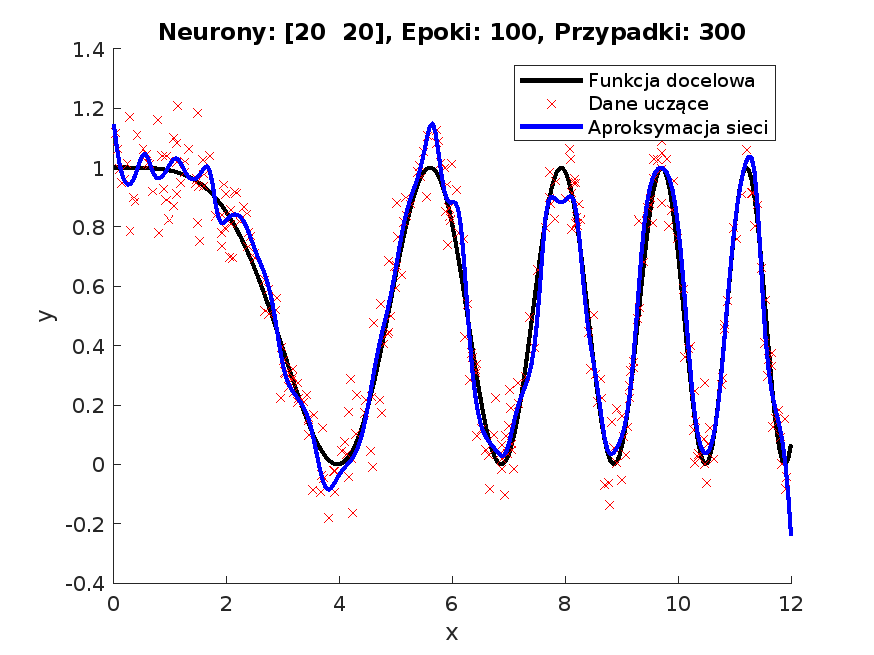 Neurony: [20  20], Epoki: 100, Przypadki: 300
Funkcja docelowa
Dane uczące
Aproksymacja sieci
y
1.4
1.2
1
0.8
0.6
0.4
0.2
0
-0.2
-0.4
0 2 4 6 8 10 12
x